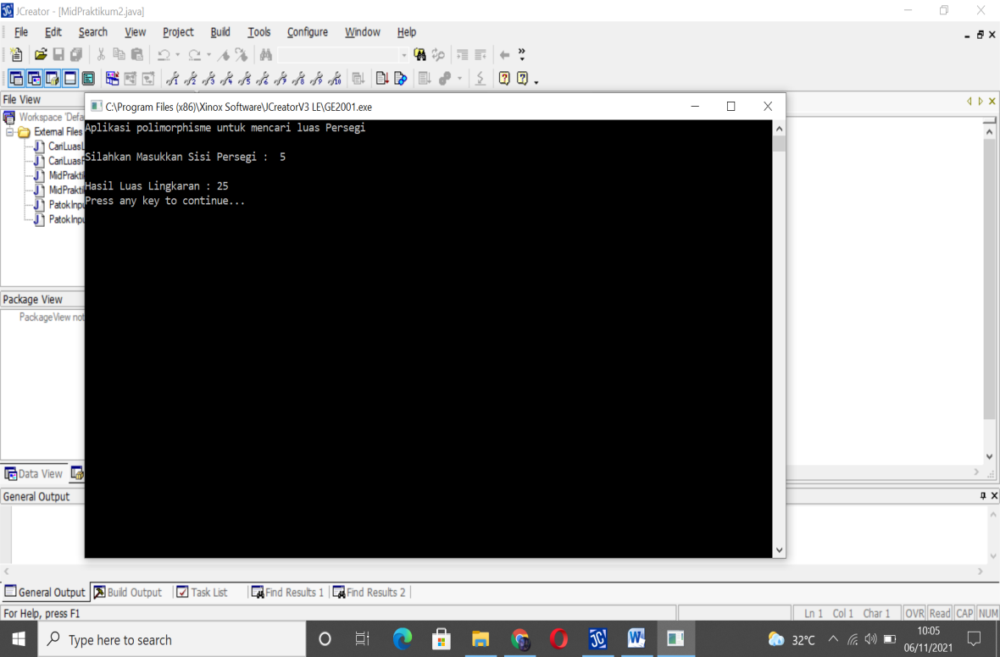 JCreator - [MidPraktikum2.java]
File Edit Search View Project Build Tools Configure Window Help
File View
Workspace 'Defa
External Files
CariLuasL
MidPrakti
MidPrakti
PatokInpu
PatokInpu
C:\Program Files (x86)\Xinox Software\JCreatorV3 LE\GE2001.exe
Aplikasi polimorphisme untuk mencari luas Persegi
Silahkan Masukkan Sisi Persegi : 5
Hasil Luas Lingkaran : 25
Press any key to continue...
Package View
PackageView not
Data View
General Output
General Output Build Output Task List Find Results 1 Find Results 2
For Help, press F1
Ln 1 Col 1 Char 1 OVR Read CAP NUM
Type here to search
32°C
10:05
06/11/2021